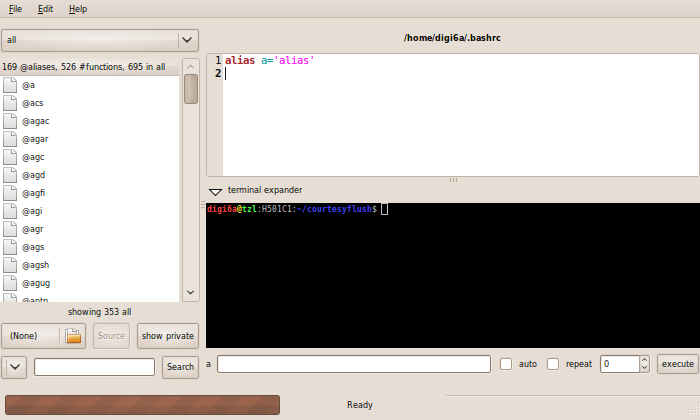 File Edit Help
all
169 @aliases, 526 #functions, 695 in all
@a
@acs
@agac
@agar
@agc
@agd
@agfi
@agi
@agr
@ags
@agsh
@agug
@aptp
showing 353 all
(None) Source show private
Search
/home/digi6a/.bashrc
1 alias a='alias'
2
terminal expander
digi6a@tzl:H501C1:~/courtesyflush$
a auto repeat 0 execute
Ready